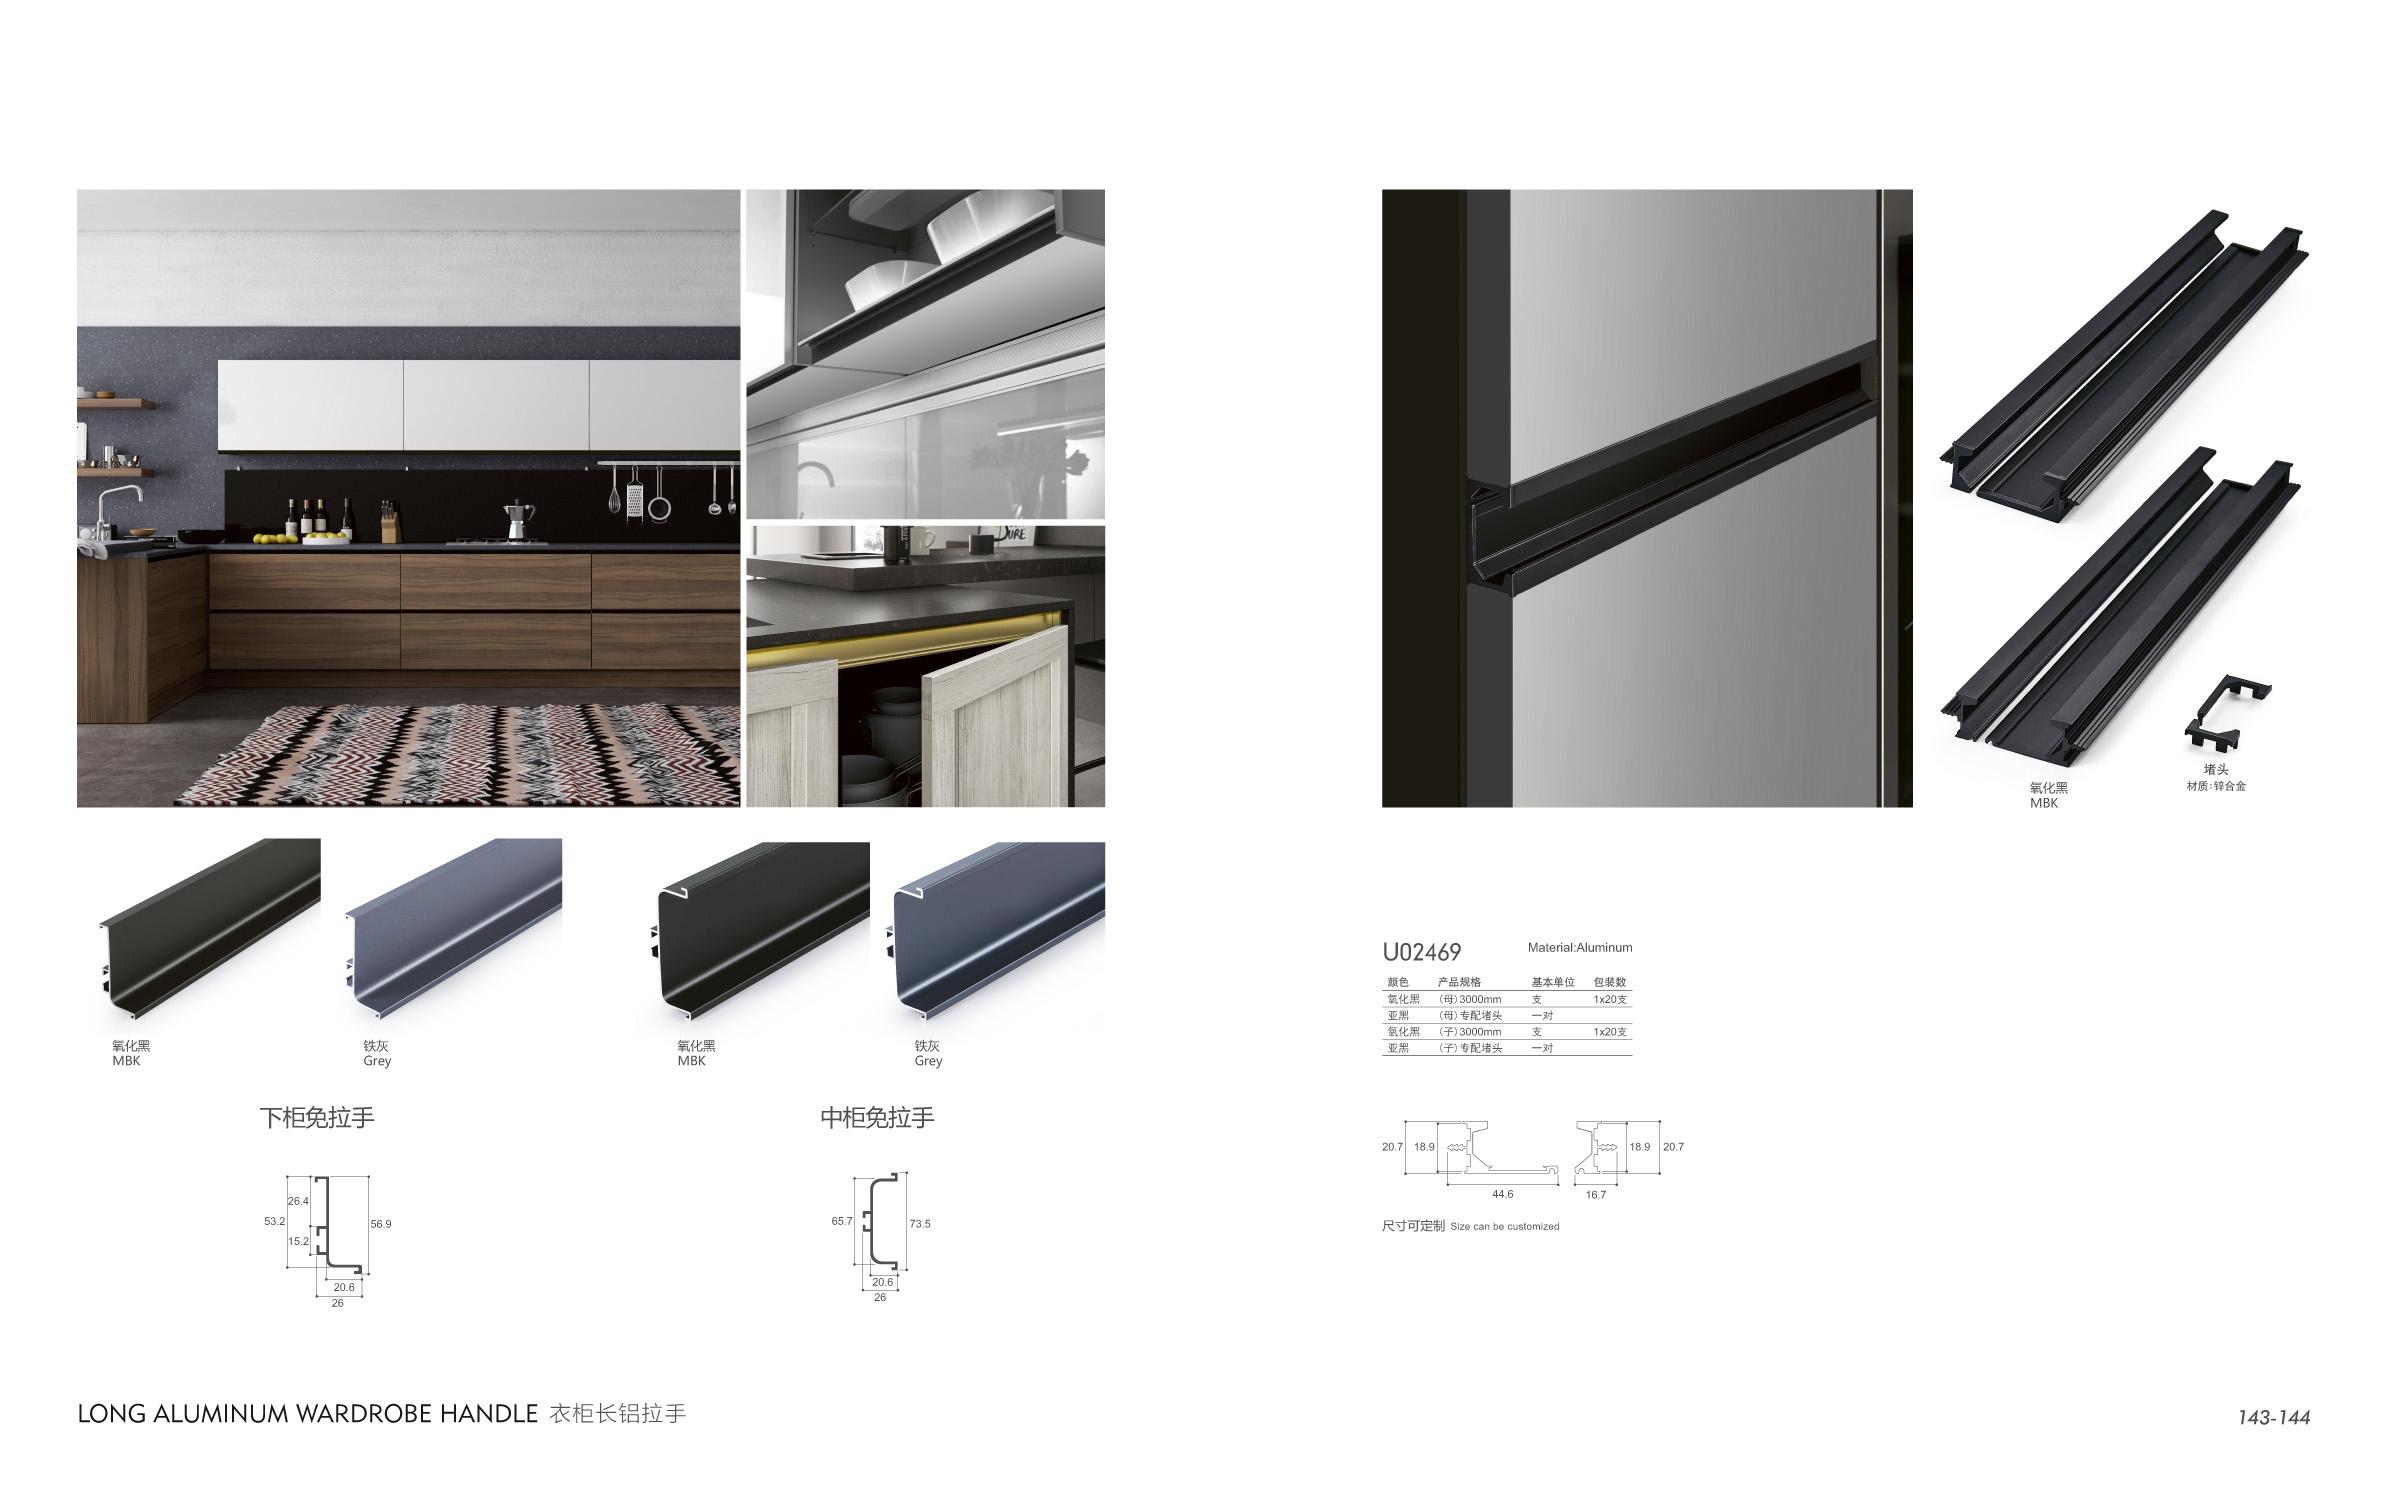 氧化黑
MBK
铁灰
Grey
氧化黑
MBK
铁灰
Grey
下柜免拉手
中柜免拉手
26.4
53.2
15.2
56.9
20.6
26
65.7
73.5
20.6
26
LONG ALUMINUM WARDROBE HANDLE 衣柜长铝拉手
堵头
材质:锌合金
氧化黑
MBK
U02469 Material:Aluminum
颜色 产品规格 基本单位 包装数
氧化黑 (母)3000mm 支 1x20支
亚黑 (母)专配堵头 一对
氧化黑 (子)3000mm 支 1x20支
亚黑 (子)专配堵头 一对
20.7 18.9 18.9 20.7
44.6 16.7
尺寸可定制 Size can be customized
143-144